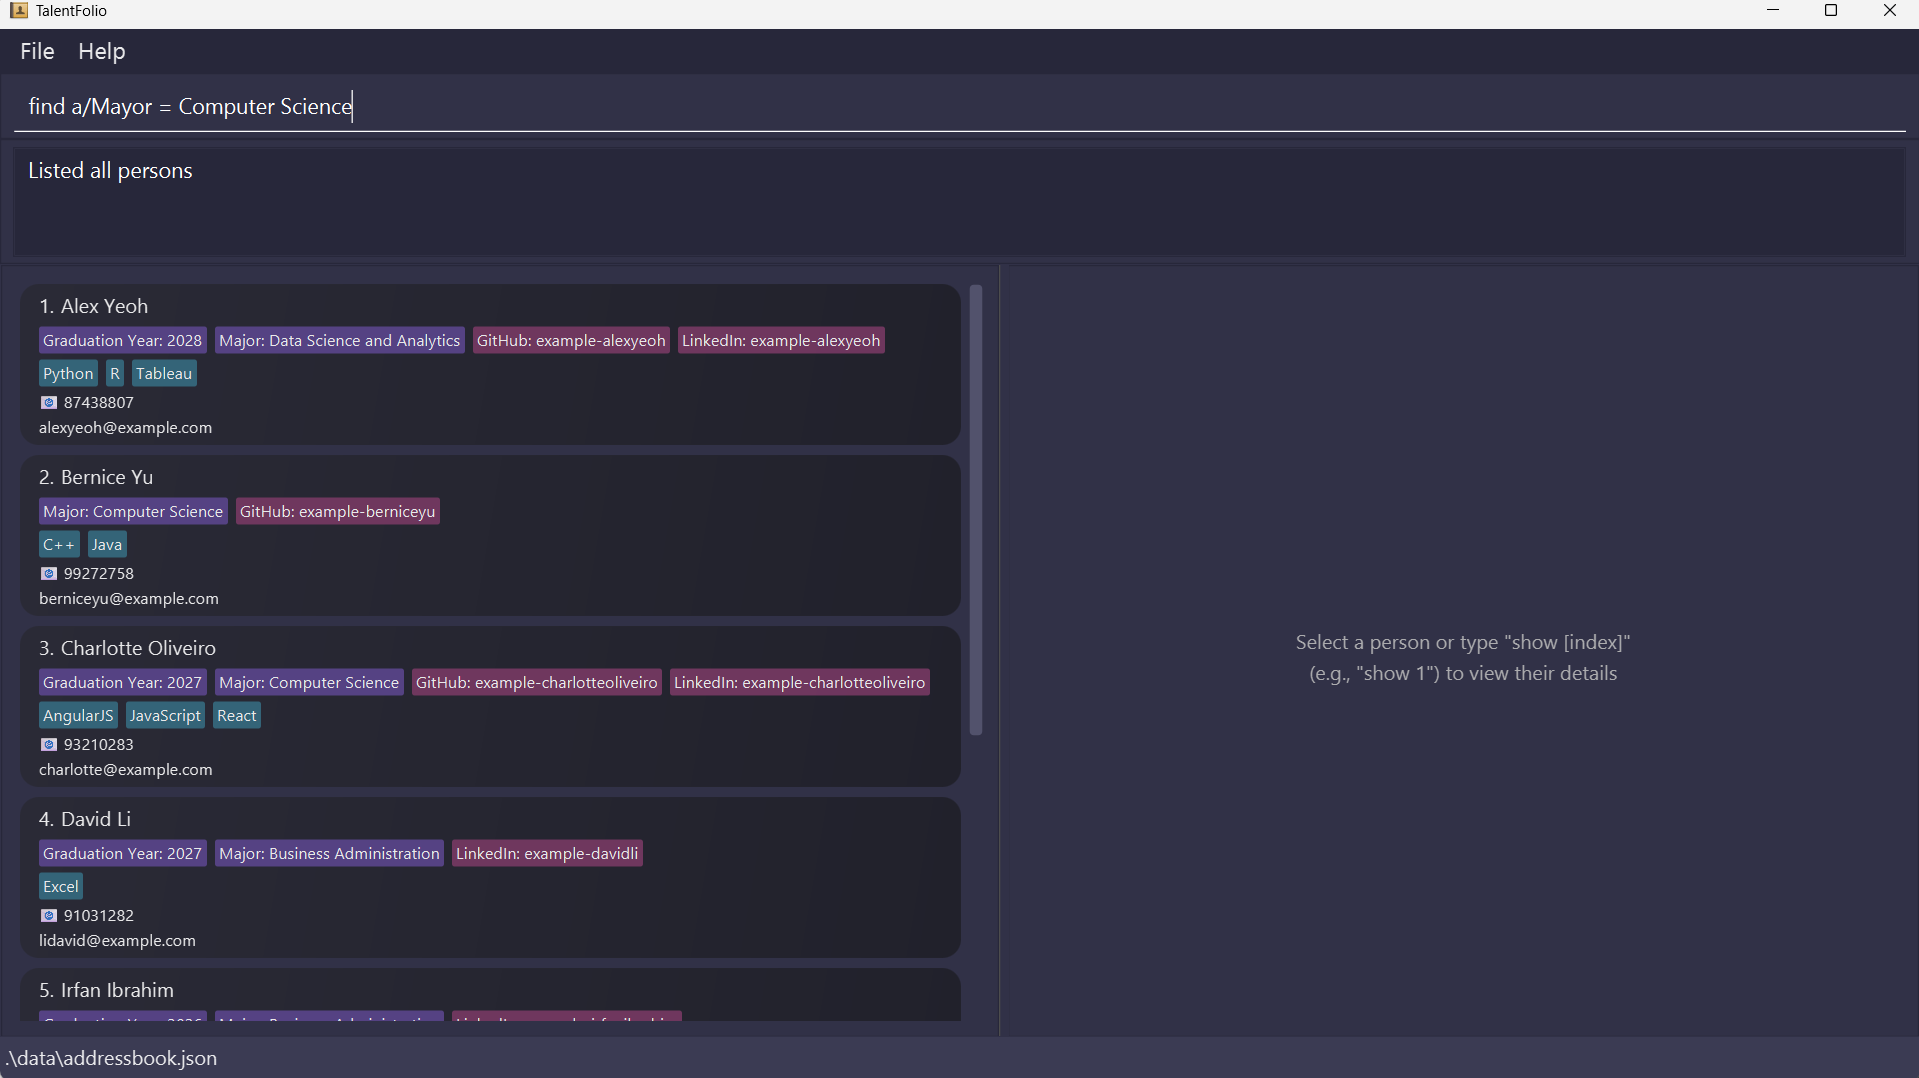 TalentFolio
File Help
find a/Mayor = Computer Science
Listed all persons
1. Alex Yeoh
Graduation Year: 2028 Major: Data Science and Analytics GitHub: example-alexyeoh LinkedIn: example-alexyeoh
Python R Tableau
87438807
alexyeoh@example.com
2. Bernice Yu
Major: Computer Science GitHub: example-berniceyu
C++ Java
99272758
berniceyu@example.com
3. Charlotte Oliveiro
Graduation Year: 2027 Major: Computer Science GitHub: example-charlotteoliveiro LinkedIn: example-charlotteoliveiro
AngularJS JavaScript React
93210283
charlotte@example.com
4. David Li
Graduation Year: 2027 Major: Business Administration LinkedIn: example-davidli
Excel
91031282
lidavid@example.com
5. Irfan Ibrahim
Select a person or type "show [index]"
(e.g., "show 1") to view their details
.\data\addressbook.json